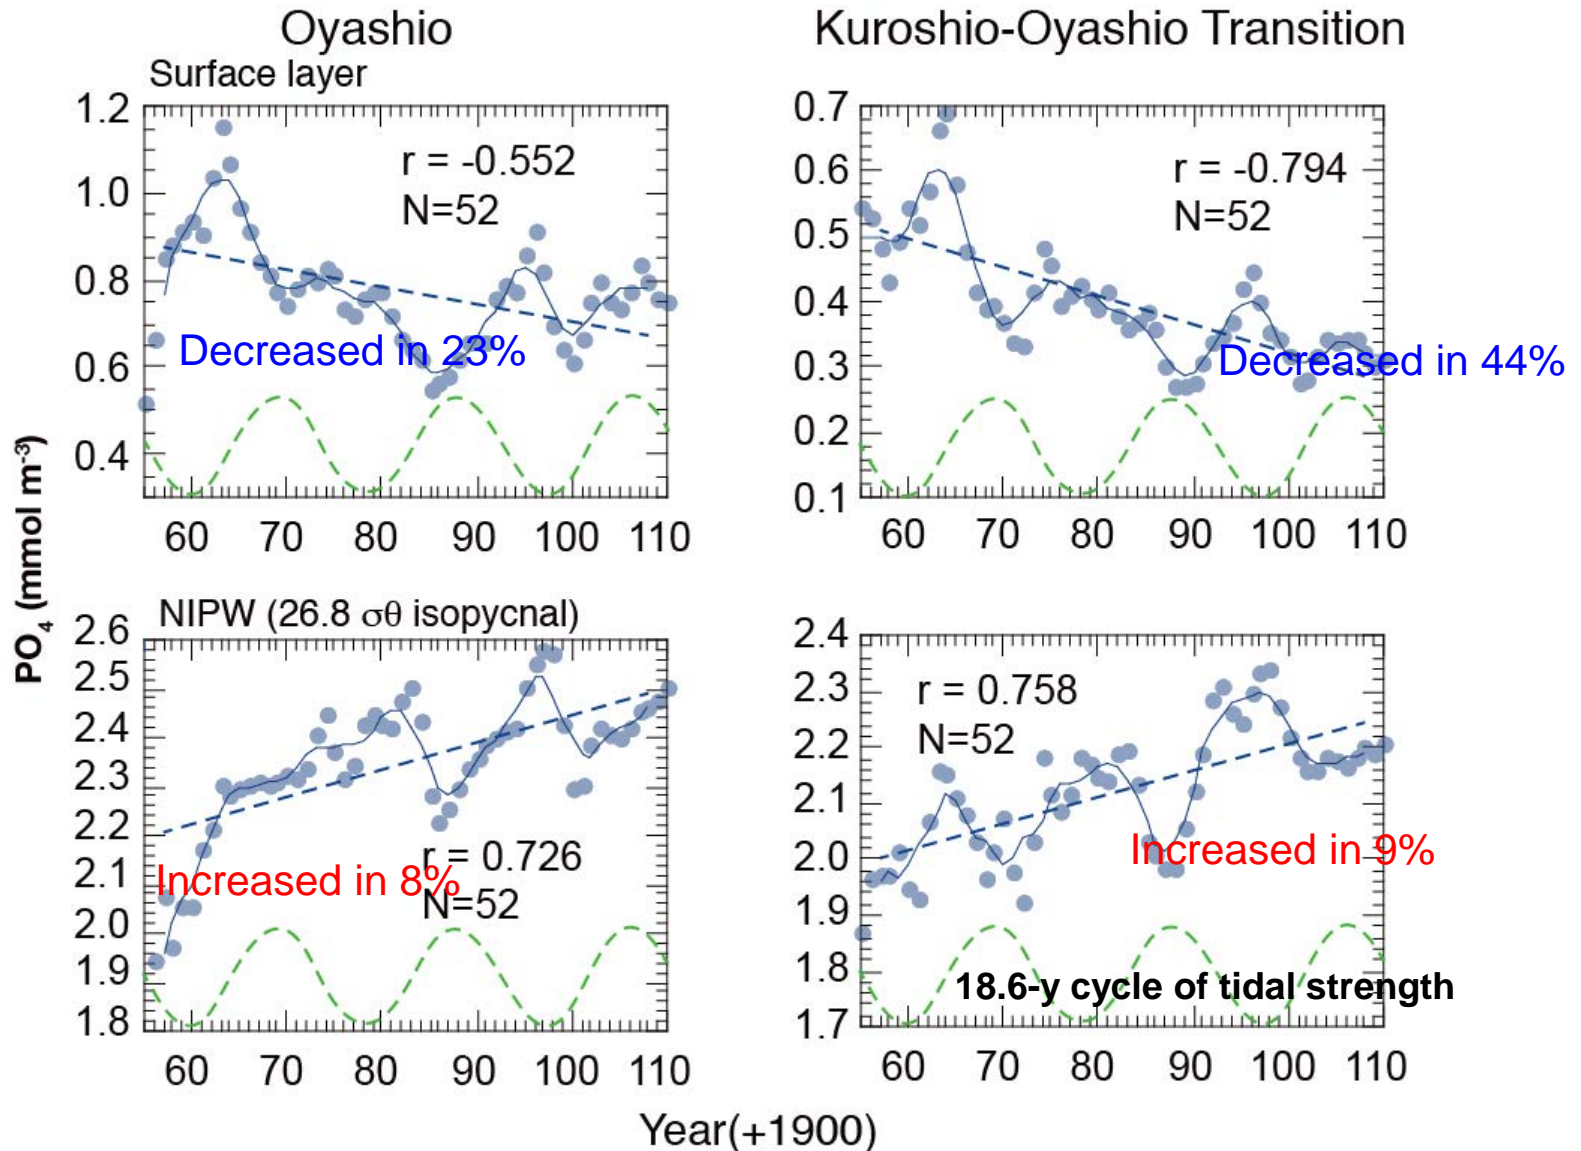 Oyashio
Kuroshio-Oyashio Transition
Surface layer
1.2
1.0
0.8
0.6
0.4
r = -0.552
N=52
Decreased in 23%
60 70 80 90 100 110
0.7
0.6
0.5
0.4
0.3
0.2
0.1
r = -0.794
N=52
Decreased in 44%
60 70 80 90 100 110
PO4 (mmol m-3)
NIPW (26.8 σθ isopycnal)
2.6
2.5
2.4
2.3
2.2
2.1
2.0
1.9
1.8
r = 0.726
N=52
Increased in 8%
60 70 80 90 100 110
2.4
2.3
2.2
2.1
2.0
1.9
1.8
1.7
r = 0.758
N=52
Increased in 9%
18.6-y cycle of tidal strength
60 70 80 90 100 110
Year(+1900)